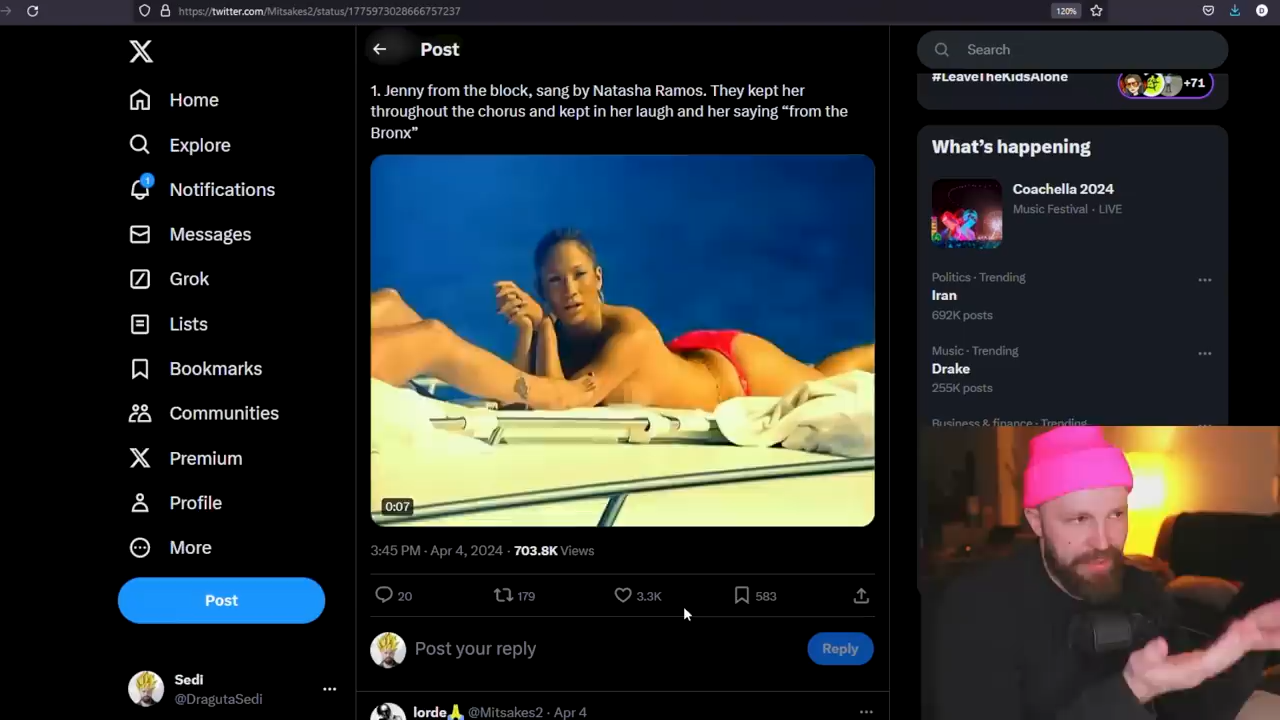 https://twitter.com/Mitsakes2/status/1775973028666757237
120%
D
Post
Search
1. Jenny from the block, sang by Natasha Ramos. They kept her
throughout the chorus and kept in her laugh and her saying “from the
Bronx”
0:07
3:45 PM · Apr 4, 2024 · 703.8K Views
20
179
3.3K
583
Post your reply
Reply
lorde🙏 @Mitsakes2 · Apr 4
Home
Explore
1
Notifications
Messages
Grok
Lists
Bookmarks
Communities
Premium
Profile
More
Post
Sedi
@DragutaSedi
#LeaveTheKidsAlone
+71
What’s happening
Coachella 2024
Music Festival · LIVE
Politics · Trending
Iran
692K posts
Music · Trending
Drake
255K posts
Business & finance · Trending